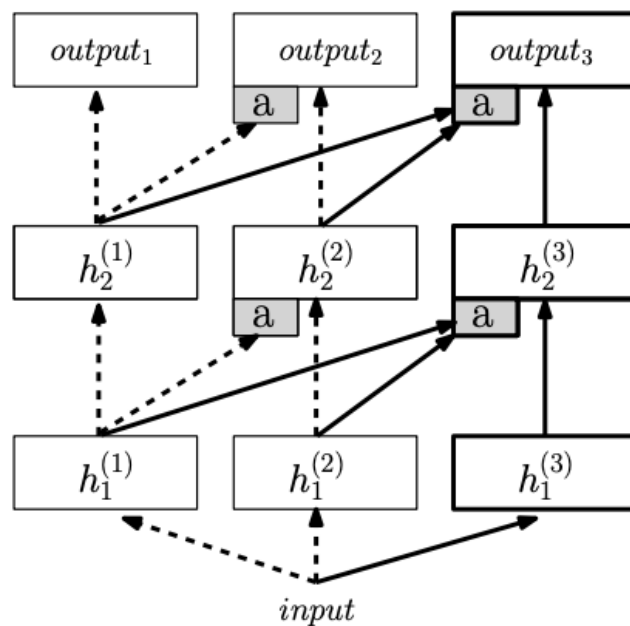 output₁ output₂ output₃
a a
h₂⁽¹⁾ h₂⁽²⁾ h₂⁽³⁾
a a
h₁⁽¹⁾ h₁⁽²⁾ h₁⁽³⁾
input